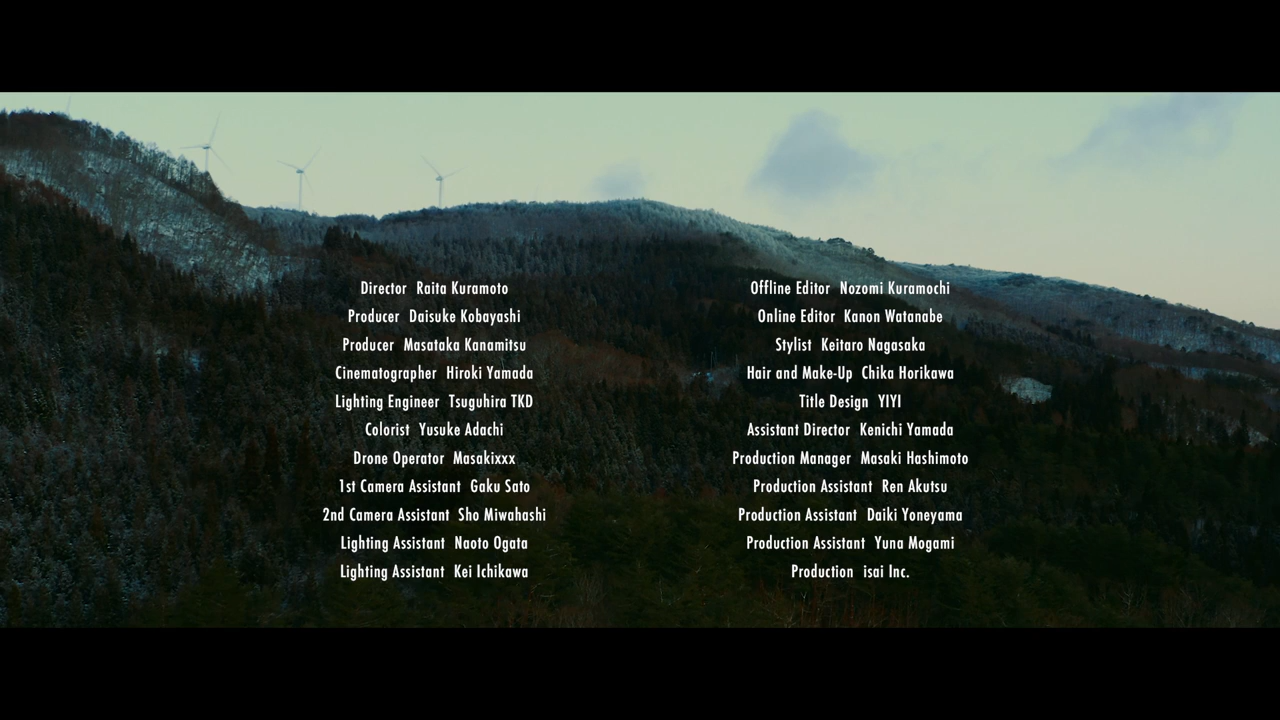 Director Raita Kuramoto
Producer Daisuke Kobayashi
Producer Masataka Kanamitsu
Cinematographer Hiroki Yamada
Lighting Engineer Tsuguhira TKD
Colorist Yusuke Adachi
Drone Operator Masakixxx
1st Camera Assistant Gaku Sato
2nd Camera Assistant Sho Miwahashi
Lighting Assistant Naoto Ogata
Lighting Assistant Kei Ichikawa
Offline Editor Nozomi Kuramochi
Online Editor Kanon Watanabe
Stylist Keitaro Nagasaka
Hair and Make-Up Chika Horikawa
Title Design YIYI
Assistant Director Kenichi Yamada
Production Manager Masaki Hashimoto
Production Assistant Ren Akutsu
Production Assistant Daiki Yoneyama
Production Assistant Yuna Mogami
Production isai Inc.